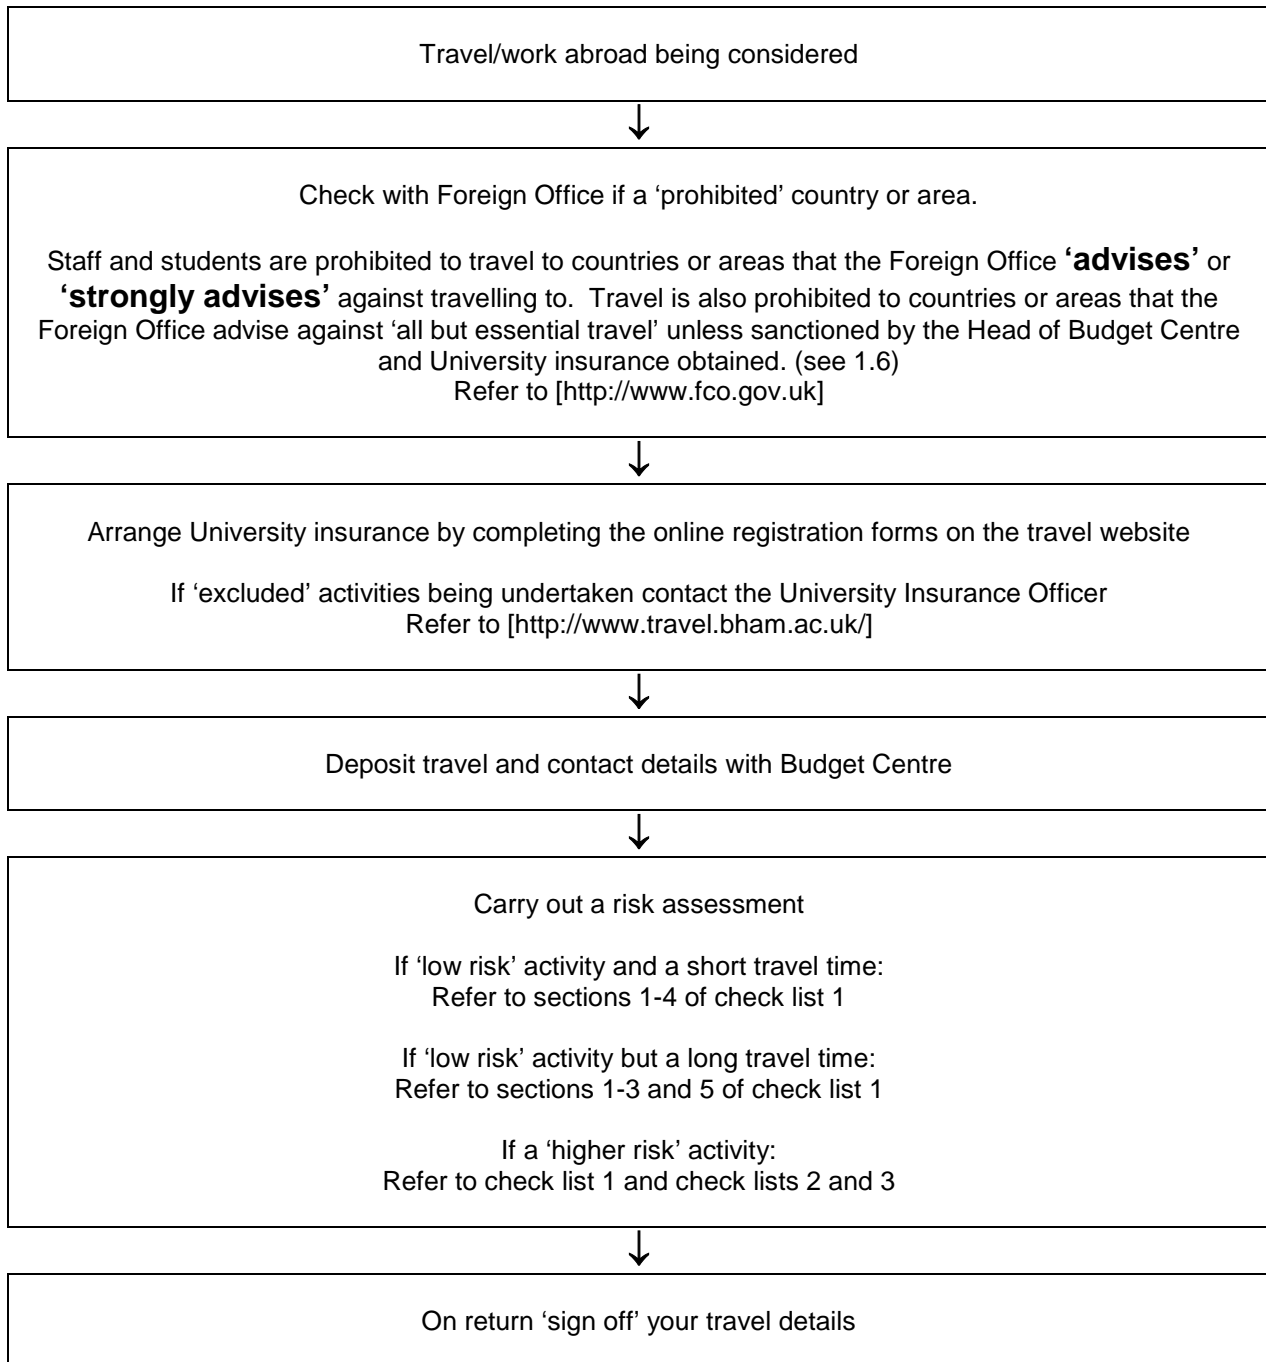 Travel/work abroad being considered
↓
Check with Foreign Office if a ‘prohibited’ country or area.
Staff and students are prohibited to travel to countries or areas that the Foreign Office ‘advises’ or
‘strongly advises’ against travelling to.  Travel is also prohibited to countries or areas that the
Foreign Office advise against ‘all but essential travel’ unless sanctioned by the Head of Budget Centre
and University insurance obtained. (see 1.6)
Refer to [http://www.fco.gov.uk]
↓
Arrange University insurance by completing the online registration forms on the travel website
If ‘excluded’ activities being undertaken contact the University Insurance Officer
Refer to [http://www.travel.bham.ac.uk/]
↓
Deposit travel and contact details with Budget Centre
↓
Carry out a risk assessment
If ‘low risk’ activity and a short travel time:
Refer to sections 1-4 of check list 1
If ‘low risk’ activity but a long travel time:
Refer to sections 1-3 and 5 of check list 1
If a ‘higher risk’ activity:
Refer to check list 1 and check lists 2 and 3
↓
On return ‘sign off’ your travel details